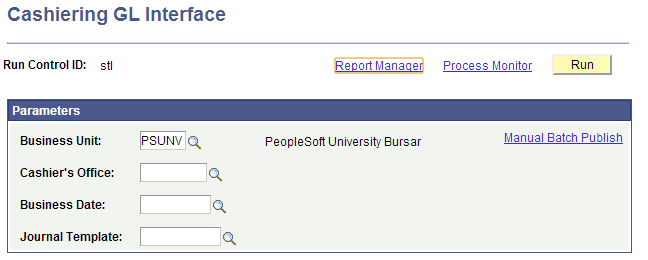 Cashiering GL Interface
Run Control ID: stl Report Manager Process Monitor Run
Parameters
Business Unit: PSUNV PeopleSoft University Bursar Manual Batch Publish
Cashier's Office:
Business Date:
Journal Template: